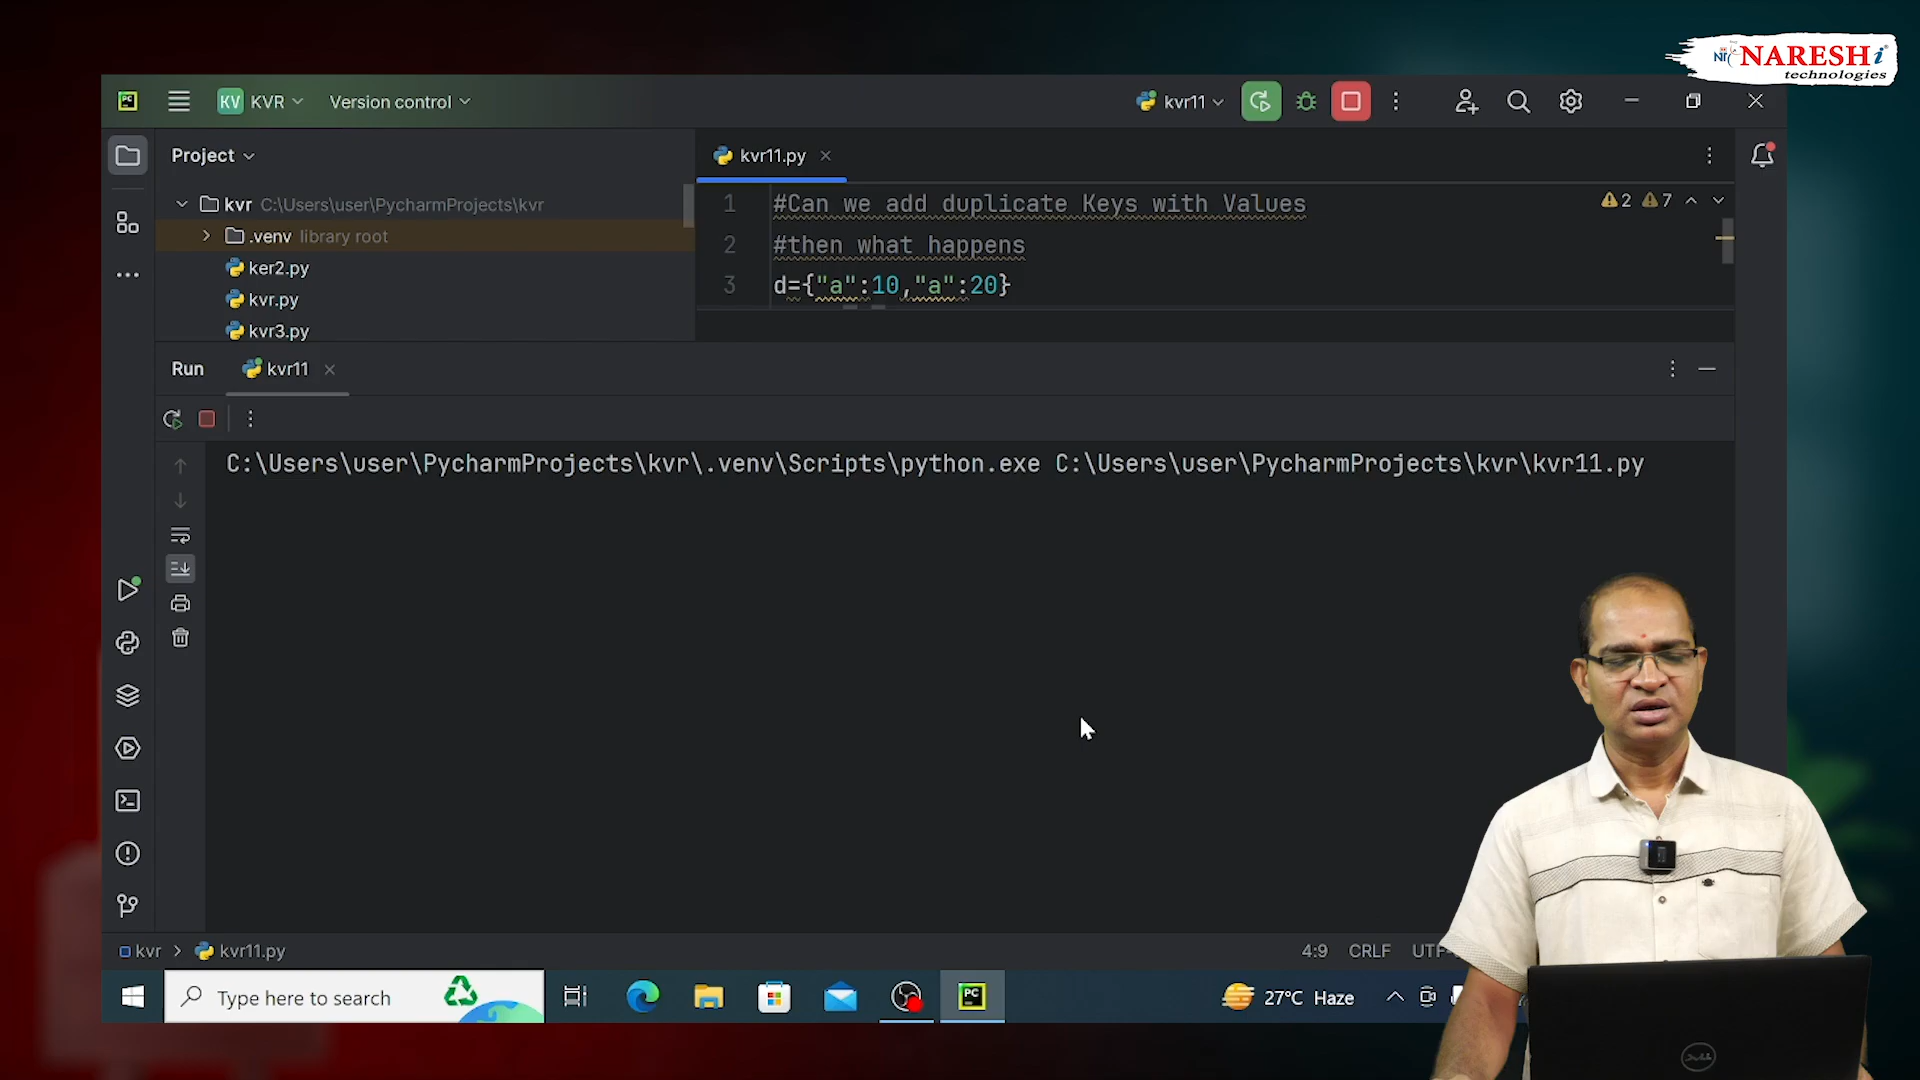 NARESH i
technologies
KV KVR Version control kvr11
Project
kvr11.py
kvr C:\Users\user\PycharmProjects\kvr
.venv library root
ker2.py
kvr.py
kvr3.py
1 #Can we add duplicate Keys with Values
2 7
2 #then what happens
3 d={"a":10,"a":20}
Run kvr11
C:\Users\user\PycharmProjects\kvr\.venv\Scripts\python.exe C:\Users\user\PycharmProjects\kvr\kvr11.py
kvr > kvr11.py
4:9 CRLF
Type here to search
PC
27°C Haze
DELL